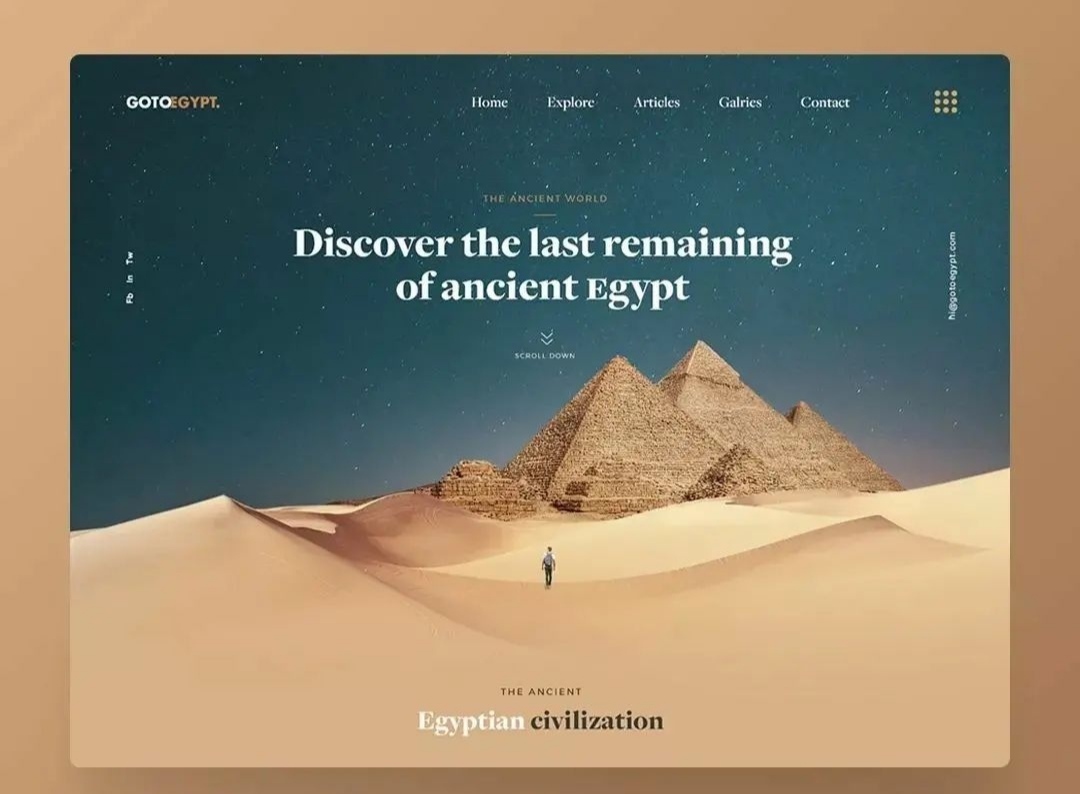 GOTOEGYPT.
Home Explore Articles Galries Contact
THE ANCIENT WORLD
Discover the last remaining
of ancient Egypt
Fb In Tw
hi@gotoegypt.com
SCROLL DOWN
THE ANCIENT
Egyptian civilization